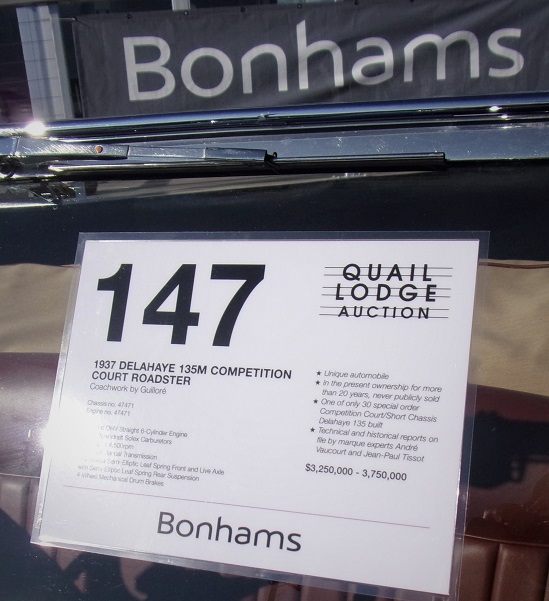 Bonhams
147
QUAIL
LODGE
AUCTION
1937 DELAHAYE 135M COMPETITION
COURT ROADSTER
Coachwork by Guilloré
Chassis no. 47471
Engine no. 47471
OHV Straight 6-Cylinder Engine
Solex Carburetors
Transmission
Elliptic Leaf Spring Front and Live Axle
with Semi-Elliptic Leaf Spring Rear Suspension
4 Wheel Mechanical Drum Brakes
★ Unique automobile
★ In the present ownership for more
than 20 years, never publicly sold
★ One of only 30 special order
Competition Court/Short Chassis
Delahaye 135 built
★ Technical and historical reports on
file by marque experts André
Vaucourt and Jean-Paul Tissot
$3,250,000 - 3,750,000
Bonhams